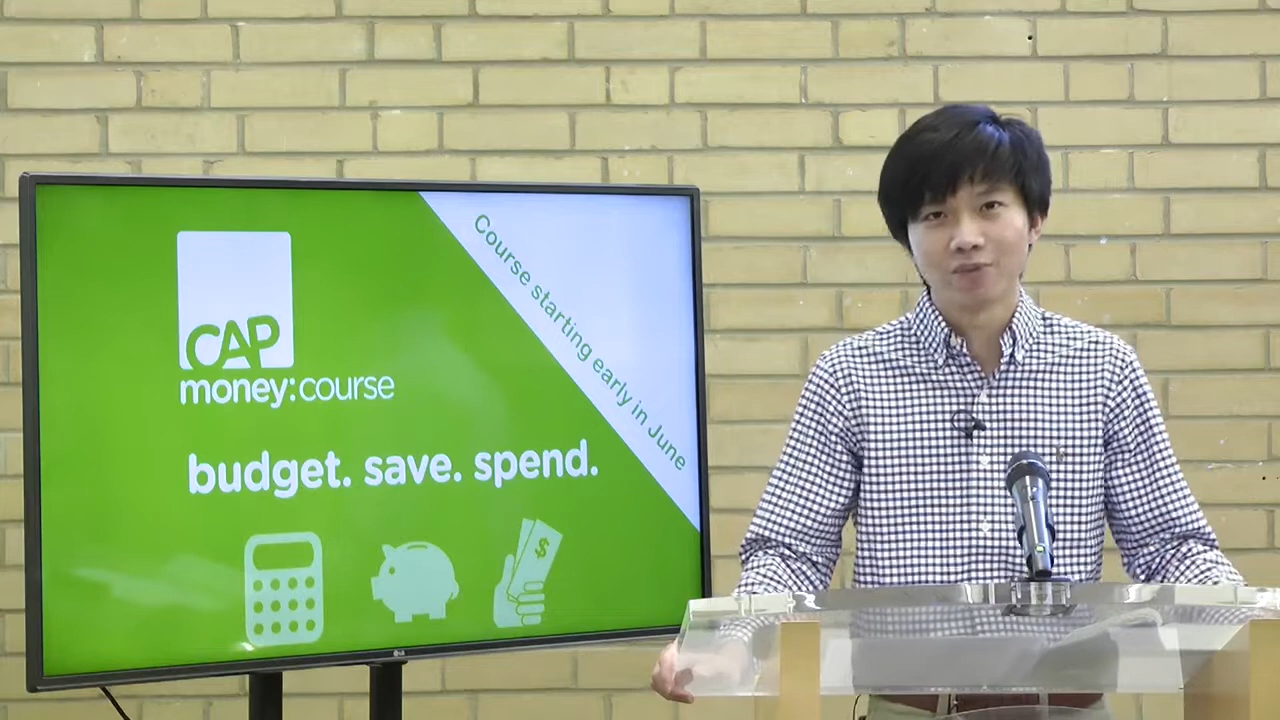 CAP
money:course
budget. save. spend.
Course starting early in June
$
LG